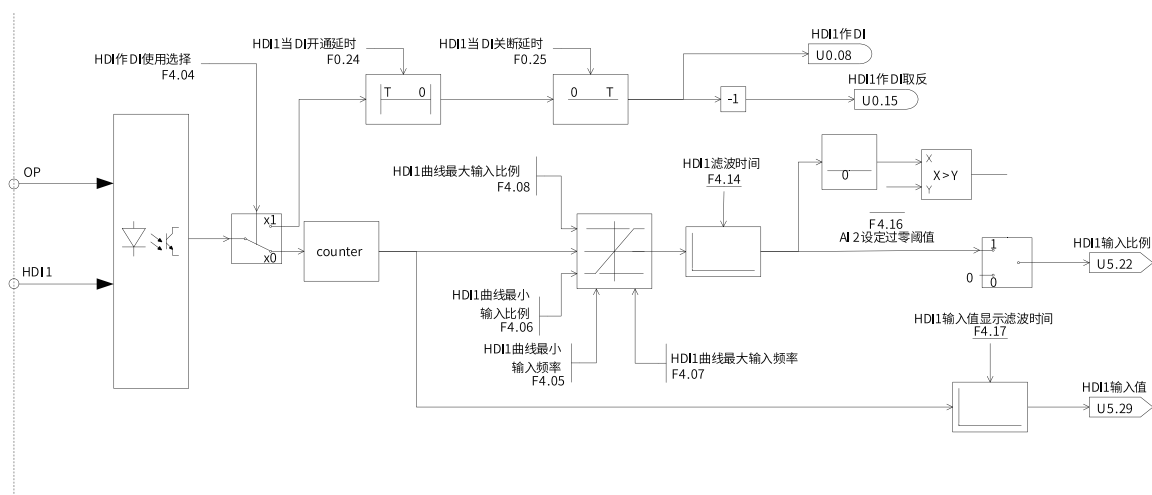 HDI1作DI
U0.08
HDI1当DI开通延时
F0.24
HDI1当DI关断延时
F0.25
HDI作DI使用选择
F4.04
HDI1作DI取反
U0.15
T 0
0 T
-1
OP
HDI1
x1
x0
counter
HDI1曲线最大输入比例
F4.08
HDI1滤波时间
F4.14
0
X
X>Y
Y
F4.16
AI2设定过零阈值
1
0
0
HDI1输入比例
U5.22
HDI1曲线最小
输入比例
F4.06
HDI1曲线最小
输入频率
F4.05
HDI1曲线最大输入频率
F4.07
HDI1输入值显示滤波时间
F4.17
HDI1输入值
U5.29